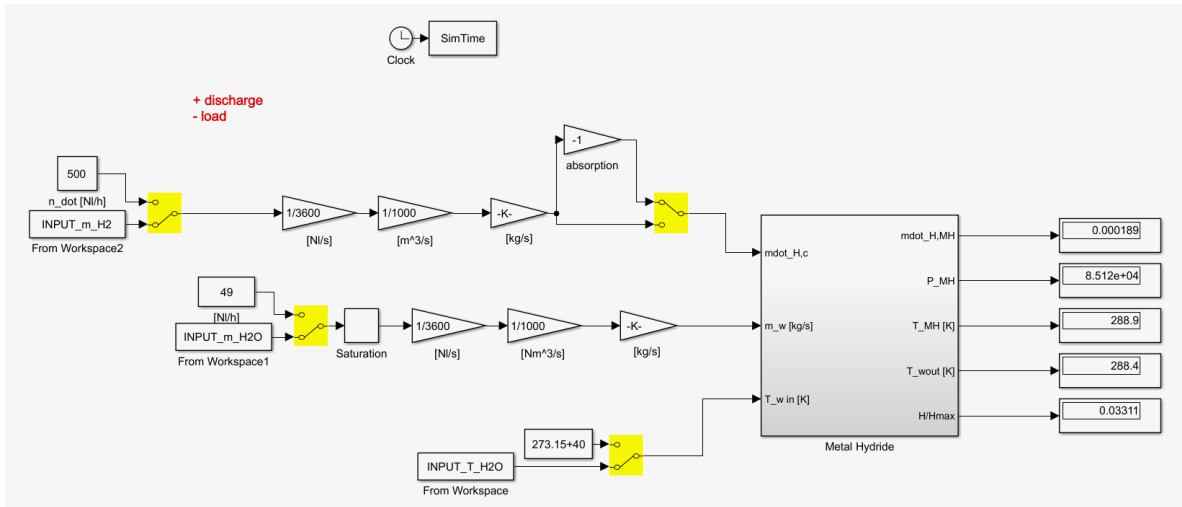 SimTime
Clock
+ discharge
- load
-1
absorption
500
n_dot [Nl/h]
INPUT_m_H2
From Workspace2
1/3600
[Nl/s]
1/1000
[m^3/s]
-K-
[kg/s]
49
[Nl/h]
INPUT_m_H2O
From Workspace1
Saturation
1/3600
[Nl/s]
1/1000
[Nm^3/s]
-K-
[kg/s]
273.15+40
INPUT_T_H2O
From Workspace
mdot_H,c
m_w [kg/s]
T_w in [K]
mdot_H,MH
P_MH
T_MH [K]
T_wout [K]
H/Hmax
Metal Hydride
0.000189
8.512e+04
288.9
288.4
0.03311